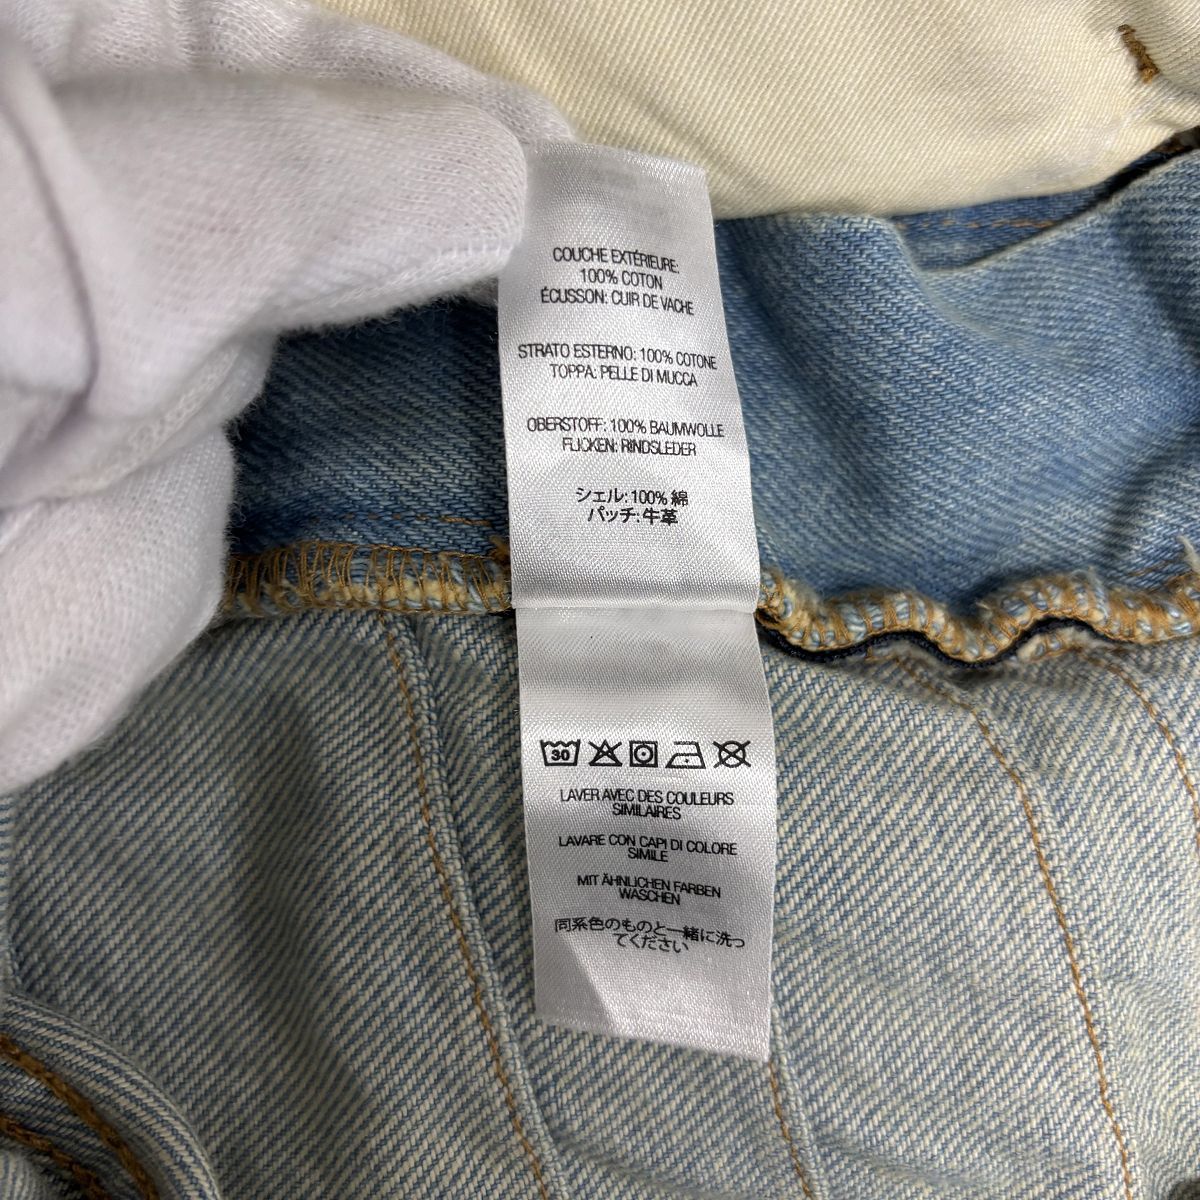 COUCHE EXTÉRIEURE:
100% COTON
ÉCUSSON: CUIR DE VACHE
STRATO ESTERNO: 100% COTONE
TOPPA: PELLE DI MUCCA
OBERSTOFF: 100% BAUMWOLLE
FLICKEN: RINDSLEDER
シェル: 100% 綿
パッチ: 牛革
30
LAVER AVEC DES COULEURS
SIMILAIRES
LAVARE CON CAPI DI COLORE
SIMILE
MIT ÄHNLICHEN FARBEN
WASCHEN
同系色のものと一緒に洗っ
てください